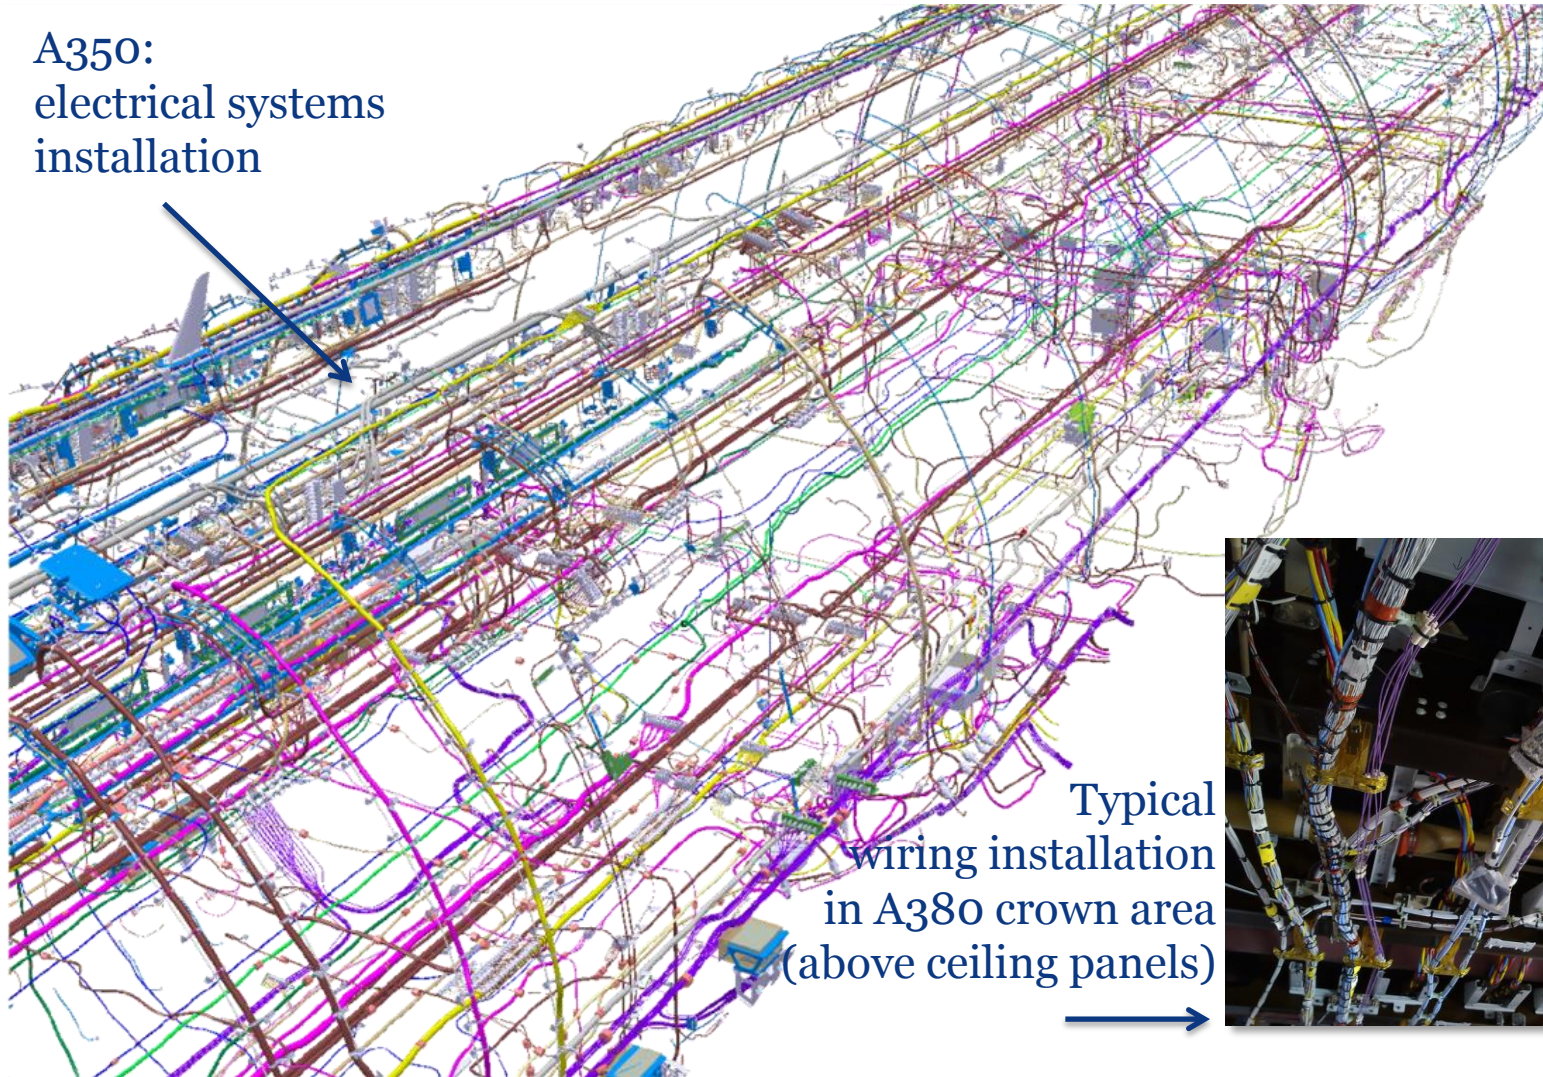 A350:
electrical systems
installation
Typical
wiring installation
in A380 crown area
(above ceiling panels)